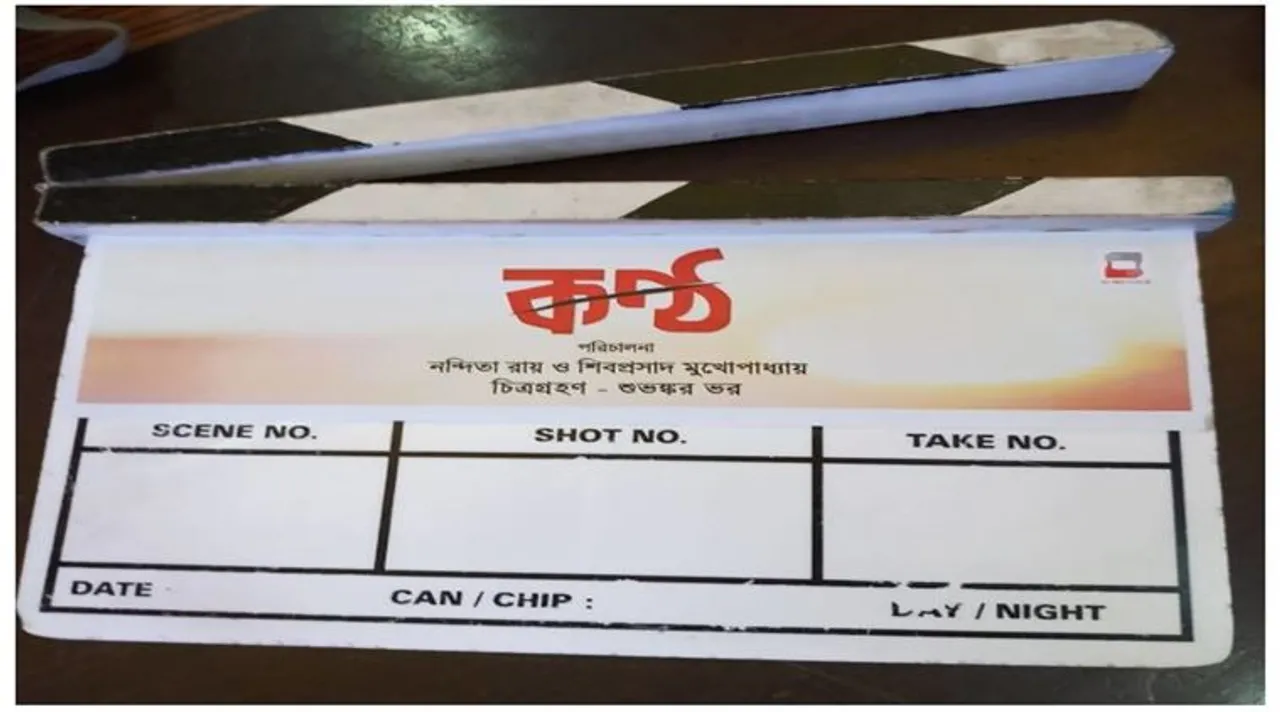 কণ্ঠ
পরিচালনা
নন্দিতা রায় ও শিবপ্রসাদ মুখোপাধ্যায়
চিত্রগ্রহণ - শুভঙ্কর ভর
SCENE NO. SHOT NO. TAKE NO.
DATE CAN / CHIP : DAY / NIGHT